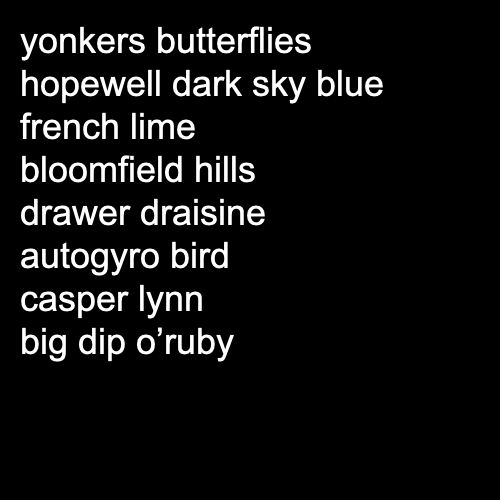 yonkers butterflies
hopewell dark sky blue
french lime
bloomfield hills
drawer draisine
autogyro bird
casper lynn
big dip o’ruby